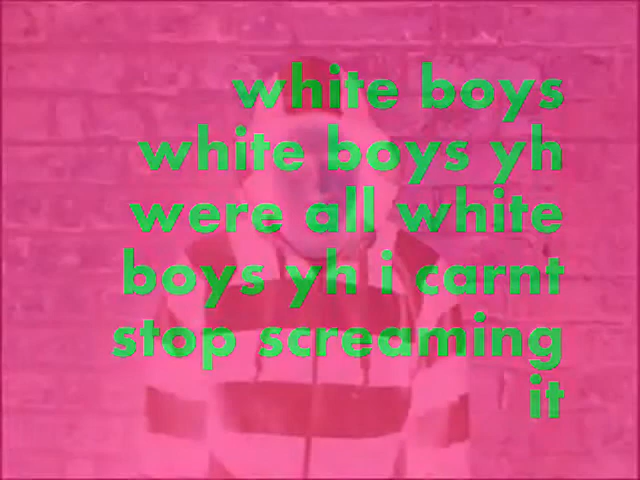 white boys
white boys yh
were all white
boys yh i carnt
stop screaming
it